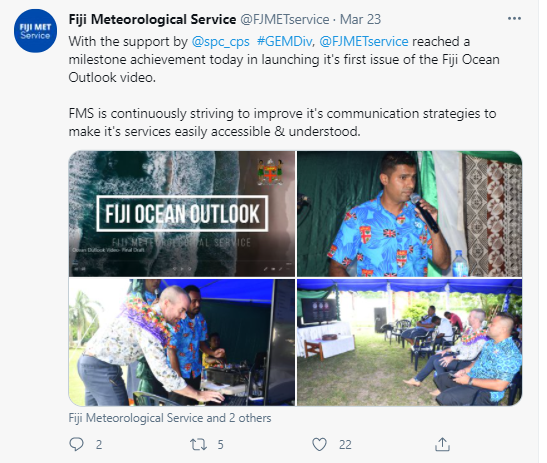 FIJI MET
Service
Fiji Meteorological Service @FJMETservice · Mar 23
With the support by @spc_cps #GEMDiv, @FJMETservice reached a
milestone achievement today in launching it's first issue of the Fiji Ocean
Outlook video.
FMS is continuously striving to improve it's communication strategies to
make it's services easily accessible & understood.
FIJI OCEAN OUTLOOK
FIJI METEOROLOGICAL SERVICE
Ocean Outlook Video- Final Draft
Fiji Meteorological Service and 2 others
2
5
22